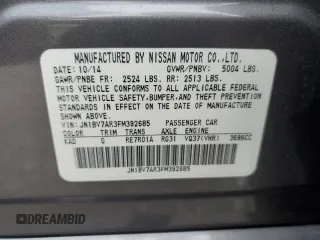 MANUFACTURED BY NISSAN MOTOR CO.,LTD.
DATE: 10/14 GVWR/PNBV: 5004 LBS.
GAWR/PNBE FR: 2524 LBS. RR: 2513 LBS.
THIS VEHICLE CONFORMS TO ALL APPLICABLE FEDERAL
MOTOR VEHICLE SAFETY, BUMPER, AND THEFT PREVENTION
STANDARDS IN EFFECT ON THE DATE OF MANUFACTURE
SHOWN ABOVE.
VIN: JN1BV7AR3FM392685 PASSENGER CAR
COLOR TRIM TRANS AXLE ENGINE
KAD G RE7R01A RG31 VQ37(VHR) 3696CC
JN1BV7AR3FM392685
DREAMBID